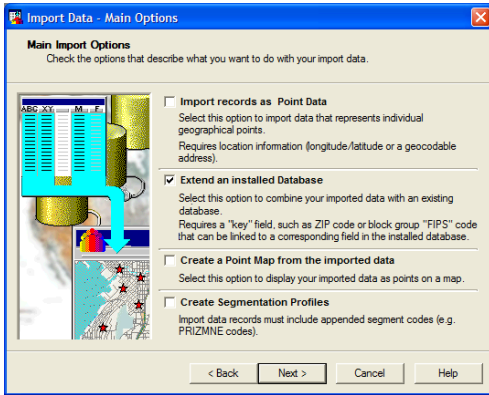 Import Data - Main Options
Main Import Options
Check the options that describe what you want to do with your import data.
ABC XY M F
Import records as Point Data
Select this option to import data that represents individual
geographical points.
Requires location information (longitude/latitude or a geocodable
address).
Extend an installed Database
Select this option to combine your imported data with an existing
database.
Requires a "key" field, such as ZIP code or block group "FIPS" code
that can be linked to a corresponding field in the installed database.
Create a Point Map from the imported data
Select this option to display your imported data as points on a map.
Create Segmentation Profiles
Import data records must include appended segment codes (e.g.
PRIZMNE codes).
< Back Next > Cancel Help